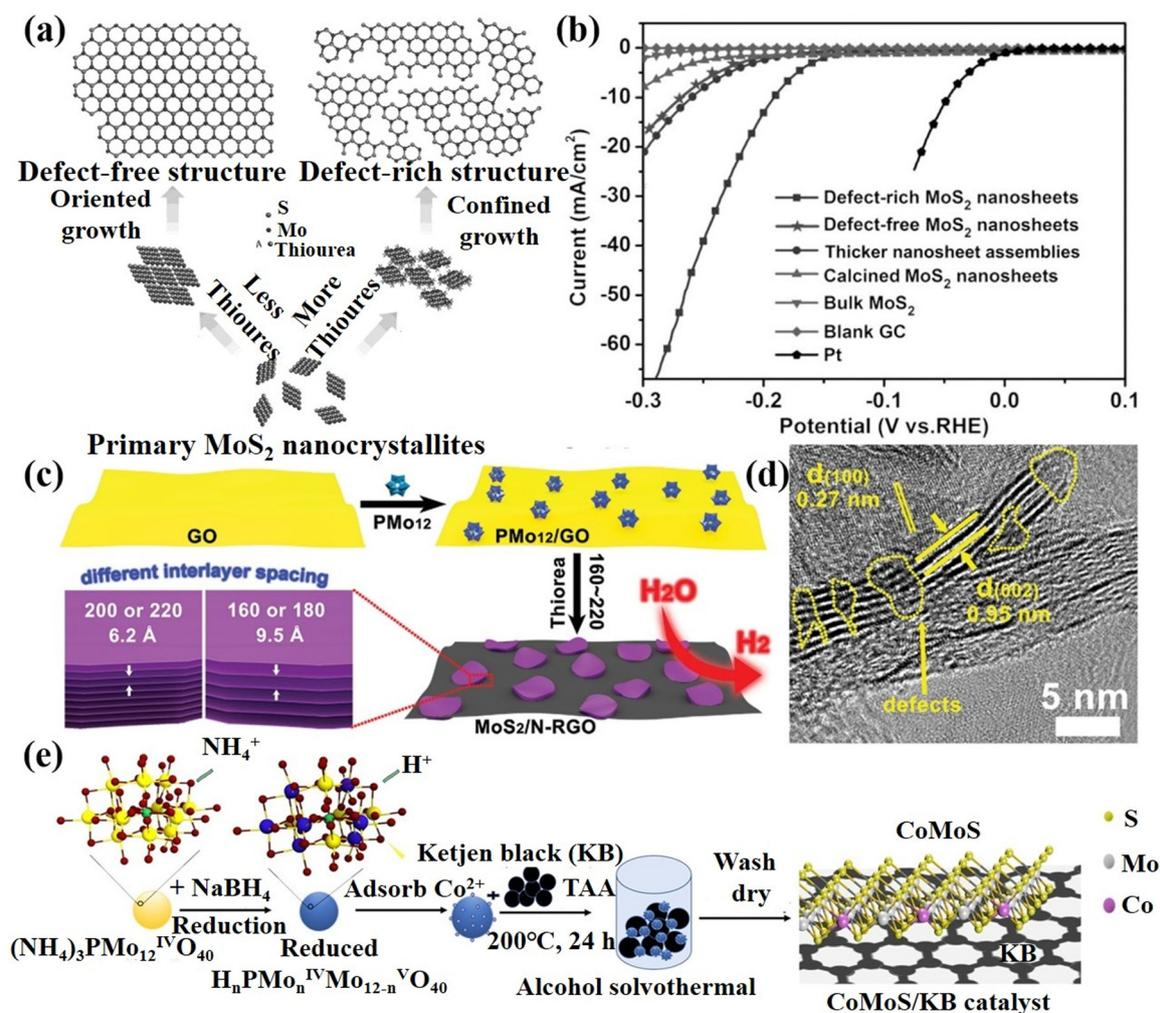 (a)
Defect-free structure
Defect-rich structure
Oriented
growth
S
Mo
Thiourea
Confined
growth
Less
Thioures
More
Thioures
Primary MoS₂ nanocrystallites
(b)
Current (mA/cm²)
0
-10
-20
-30
-40
-50
-60
Defect-rich MoS₂ nanosheets
Defect-free MoS₂ nanosheets
Thicker nanosheet assemblies
Calcined MoS₂ nanosheets
Bulk MoS₂
Blank GC
Pt
-0.3 -0.2 -0.1 0.0 0.1
Potential (V vs.RHE)
(c)
GO
PMo₁₂
PMo₁₂/GO
different interlayer spacing
200 or 220
6.2 Å
160 or 180
9.5 Å
Thiorea
160~220
H₂O
H₂
MoS₂/N-RGO
(d)
d(100)
0.27 nm
d(002)
0.95 nm
defects
5 nm
(e)
NH₄⁺
H⁺
(NH₄)₃PMo₁₂ᴵⱽO₄₀
+ NaBH₄
Reduction
Reduced
HₙPMoₙᴵⱽMo₁₂₋ₙⱽO₄₀
Adsorb Co²⁺
Ketjen black (KB)
+
TAA
200℃, 24 h
Alcohol solvothermal
Wash
dry
CoMoS
KB
CoMoS/KB catalyst
S
Mo
Co